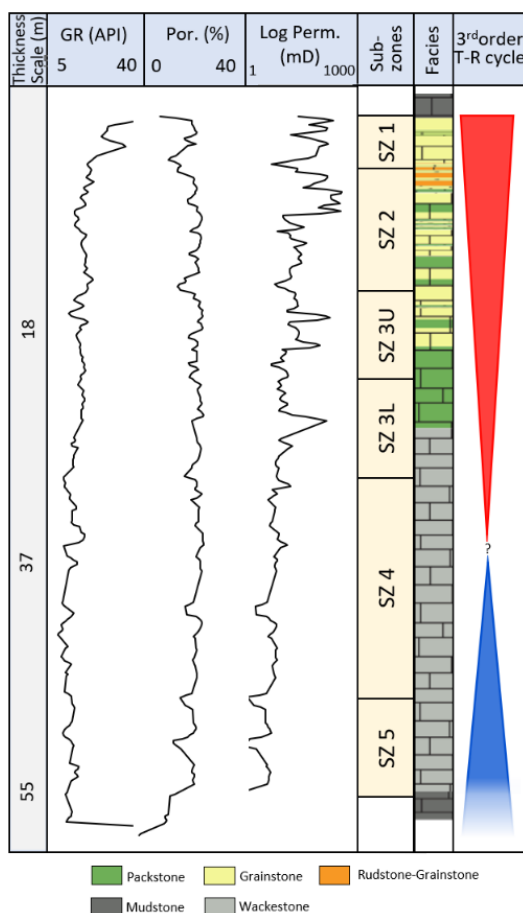 Thickness
Scale (m)
GR (API)
5 40
Por. (%)
0 40
Log Perm.
(mD)
1 1000
Sub-
zones
Facies
3rd order
T-R cycle
SZ 1
SZ 2
SZ 3U
SZ 3L
SZ 4
SZ 5
18
37
55
?
Packstone
Grainstone
Rudstone-Grainstone
Mudstone
Wackestone